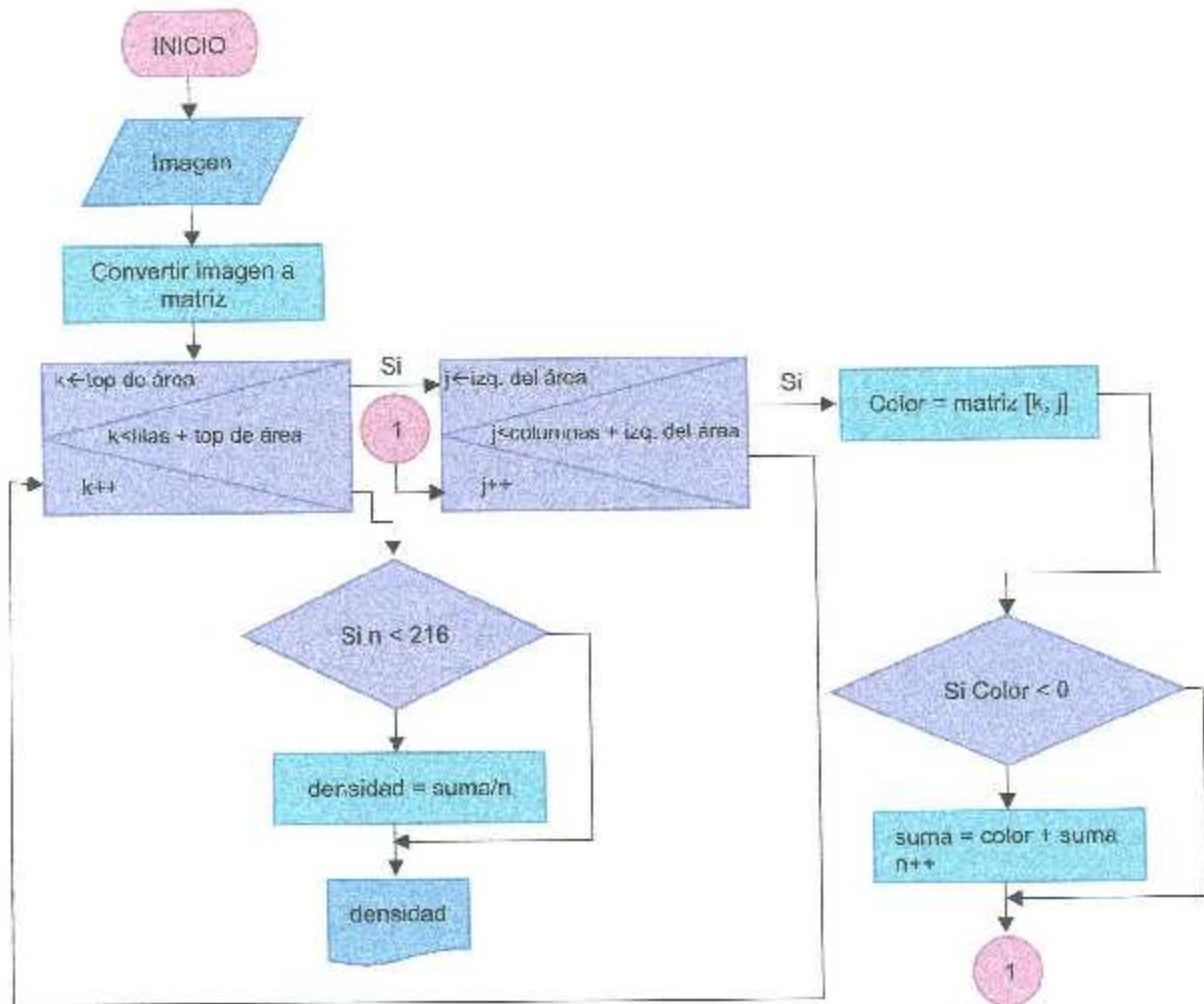 INICIO
Imagen
Convertir imagen a
matriz
k←top de área
k<filas + top de área
k++
Si
1
j←izq. del área
j<columnas + izq. del área
j++
Si
Color = matriz [k, j]
Si n < 216
densidad = suma/n
densidad
Si Color < 0
suma = color + suma
n++
1